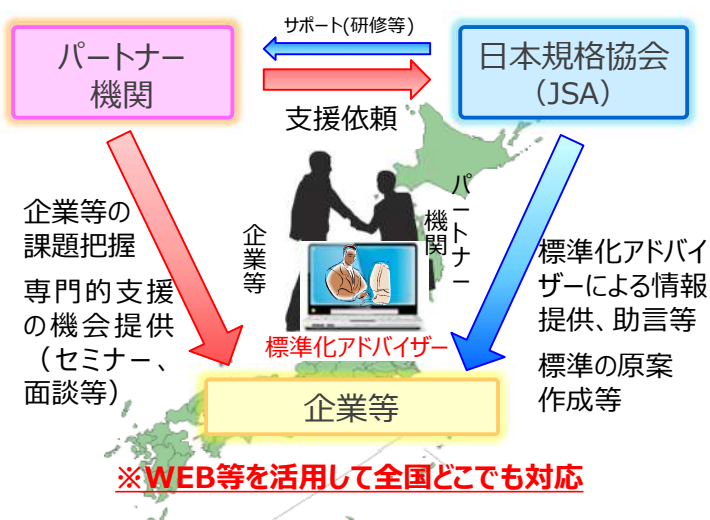 サポート(研修等)
パートナー
機関
日本規格協会
（JSA）
支援依頼
企業等の
課題把握
専門的支援
の機会提供
（セミナー、
面談等）
企業等
パートナー
機関
標準化アドバイザー
標準化アドバイ
ザーによる情報
提供、助言等
標準の原案
作成等
企業等
※WEB等を活用して全国どこでも対応